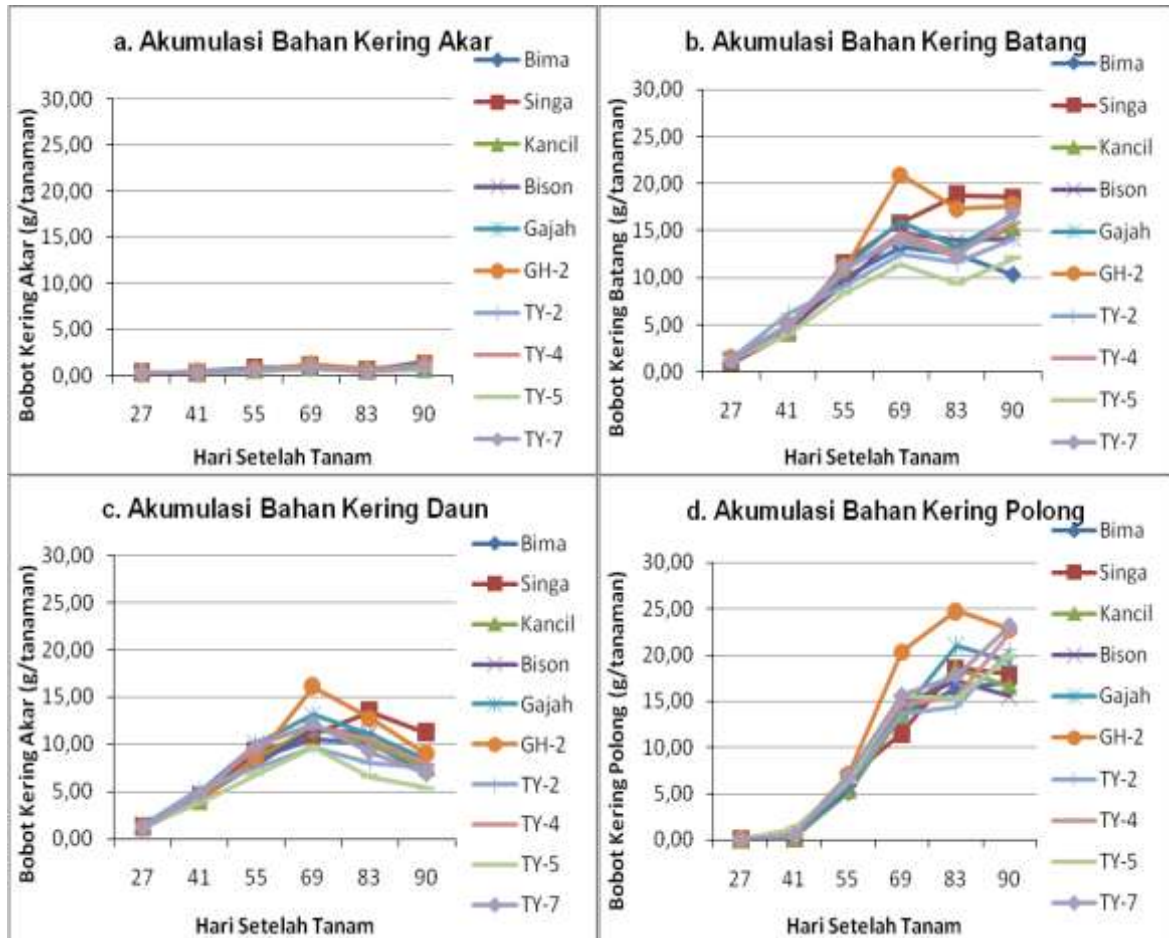 a. Akumulasi Bahan Kering Akar
Bobot Kering Akar (g/tanaman)
30,00
25,00
20,00
15,00
10,00
5,00
0,00
27 41 55 69 83 90
Hari Setelah Tanam
Bima
Singa
Kancil
Bison
Gajah
GH-2
TY-2
TY-4
TY-5
TY-7
b. Akumulasi Bahan Kering Batang
Bobot Kering Batang (g/tanaman)
30,00
25,00
20,00
15,00
10,00
5,00
0,00
27 41 55 69 83 90
Hari Setelah Tanam
Bima
Singa
Kancil
Bison
Gajah
GH-2
TY-2
TY-4
TY-5
TY-7
c. Akumulasi Bahan Kering Daun
Bobot Kering Akar (g/tanaman)
30,00
25,00
20,00
15,00
10,00
5,00
0,00
27 41 55 69 83 90
Hari Setelah Tanam
Bima
Singa
Kancil
Bison
Gajah
GH-2
TY-2
TY-4
TY-5
TY-7
d. Akumulasi Bahan Kering Polong
Bobot Kering Polong (g/tanaman)
30,00
25,00
20,00
15,00
10,00
5,00
0,00
27 41 55 69 83 90
Hari Setelah Tanam
Bima
Singa
Kancil
Bison
Gajah
GH-2
TY-2
TY-4
TY-5
TY-7